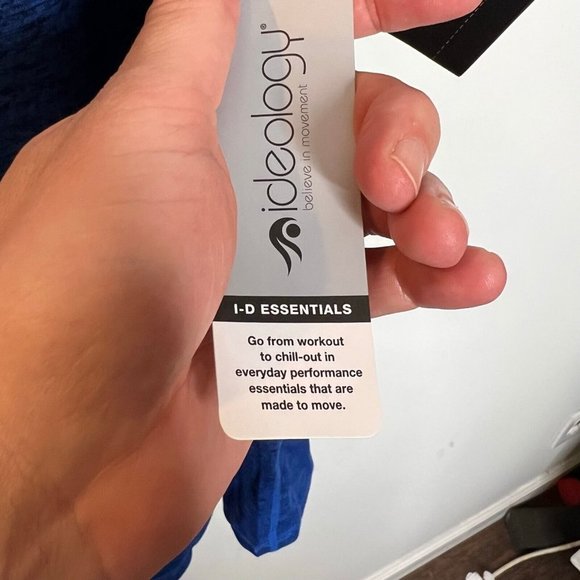 ideology®
believe in movement
I-D ESSENTIALS
Go from workout
to chill-out in
everyday performance
essentials that are
made to move.